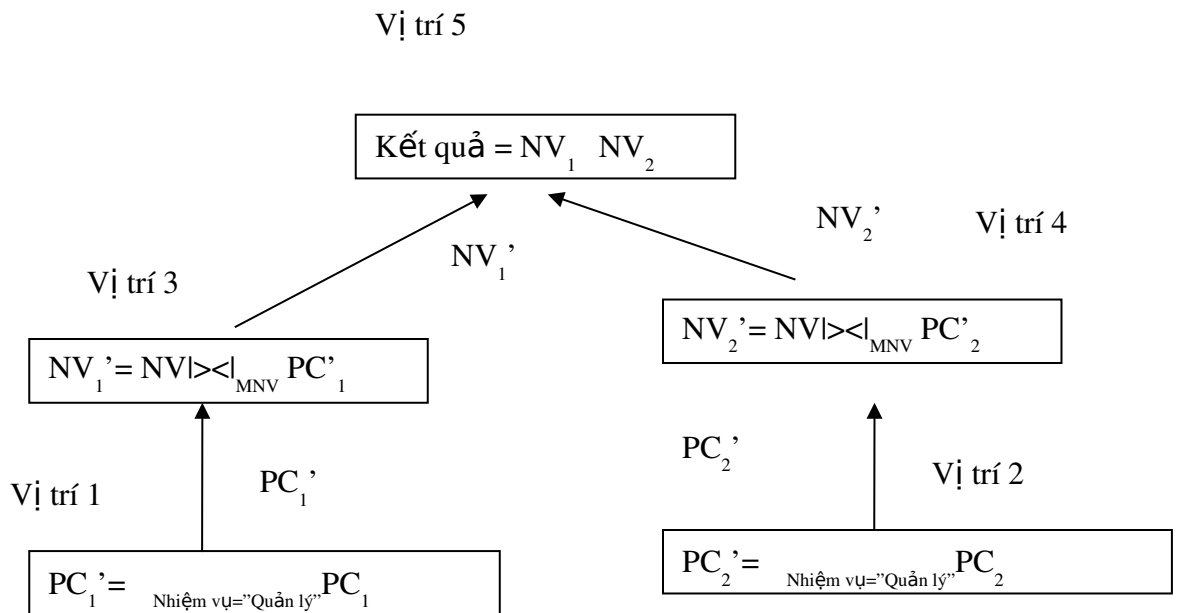 Vị trí 5
Kết quả = NV₁ NV₂
NV₂’ Vị trí 4
NV₁’
Vị trí 3
NV₂’= NV|><|MNV PC’₂
NV₁’= NV|><|MNV PC’₁
PC₂’
Vị trí 2
PC₁’
Vị trí 1
PC₂’= Nhiệm vụ=”Quản lý”PC₂
PC₁’= Nhiệm vụ=”Quản lý”PC₁